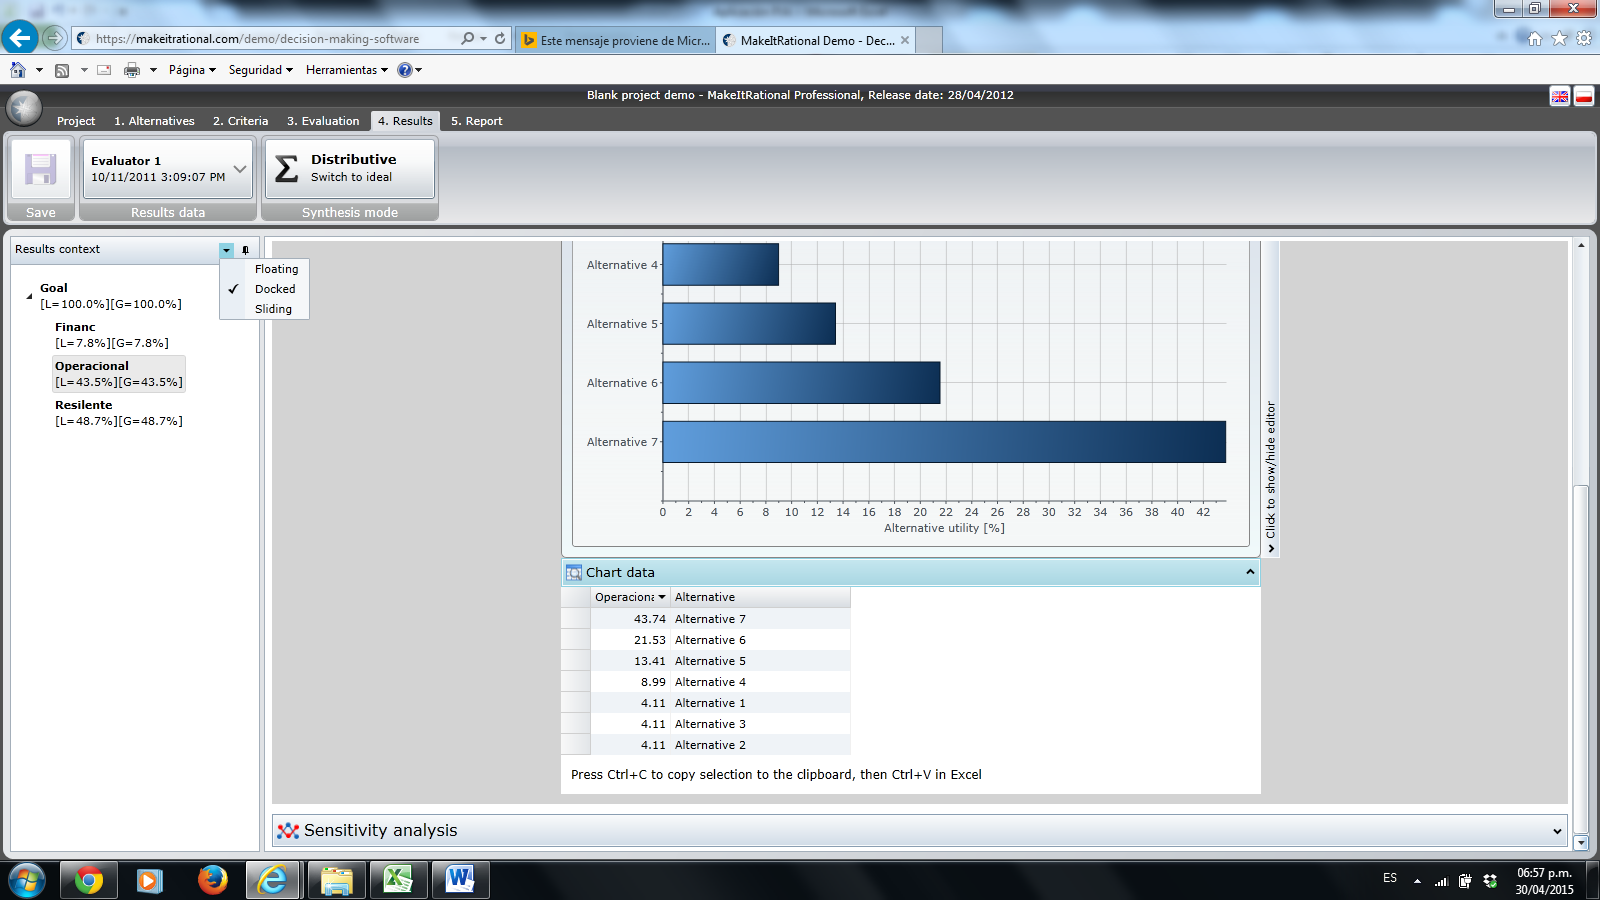 https://makeitrational.com/demo/decision-making-software
Este mensaje proviene de Micr...
MakeItRational Demo - Dec...
Página
Seguridad
Herramientas
Blank project demo - MakeItRational Professional, Release date: 28/04/2012
Project
1. Alternatives
2. Criteria
3. Evaluation
4. Results
5. Report
Evaluator 1
10/11/2011 3:09:07 PM
Distributive
Switch to ideal
Save
Results data
Synthesis mode
Results context
Floating
Docked
Sliding
Goal
[L=100.0%][G=100.0%]
Financ
[L=7.8%][G=7.8%]
Operacional
[L=43.5%][G=43.5%]
Resilente
[L=48.7%][G=48.7%]
Alternative 4
Alternative 5
Alternative 6
Alternative 7
0 2 4 6 8 10 12 14 16 18 20 22 24 26 28 30 32 34 36 38 40 42
Alternative utility [%]
Click to show/hide editor
Chart data
Operaciona Alternative
43.74 Alternative 7
21.53 Alternative 6
13.41 Alternative 5
8.99 Alternative 4
4.11 Alternative 1
4.11 Alternative 3
4.11 Alternative 2
Press Ctrl+C to copy selection to the clipboard, then Ctrl+V in Excel
Sensitivity analysis
ES
06:57 p.m.
30/04/2015